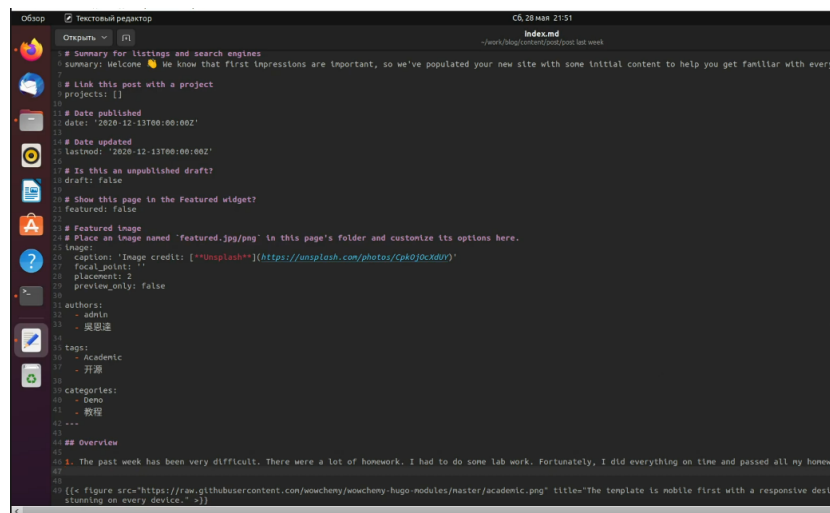 Обзор
Текстовый редактор
Сб, 28 мая 21:51
Открыть
index.md
~/work/blog/content/post/post last week
5 # Summary for listings and search engines
6 summary: Welcome 👋 We know that first impressions are important, so we've populated your new site with some initial content to help you get familiar with every
7
8 # Link this post with a project
9 projects: []
10
11 # Date published
12 date: '2020-12-13T00:00:00Z'
13
14 # Date updated
15 lastmod: '2020-12-13T00:00:00Z'
16
17 # Is this an unpublished draft?
18 draft: false
19
20 # Show this page in the Featured widget?
21 featured: false
22
23 # Featured image
24 # Place an image named `featured.jpg/png` in this page's folder and customize its options here.
25 image:
26 caption: 'Image credit: [**Unsplash**](https://unsplash.com/photos/CpkOjOcXdUY)'
27 focal_point: ''
28 placement: 2
29 preview_only: false
30
31 authors:
32 - admin
33 - 吳恩達
34
35 tags:
36 - Academic
37 - 开源
38
39 categories:
40 - Demo
41 - 教程
42 ---
43
44 ## Overview
45
46 1. The past week has been very difficult. There were a lot of homework. I had to do some lab work. Fortunately, I did everything on time and passed all my homew
47
48
49 {{< figure src="https://raw.githubusercontent.com/wowchemy/wowchemy-hugo-modules/master/academic.png" title="The template is mobile first with a responsive desi
stunning on every device." >}}